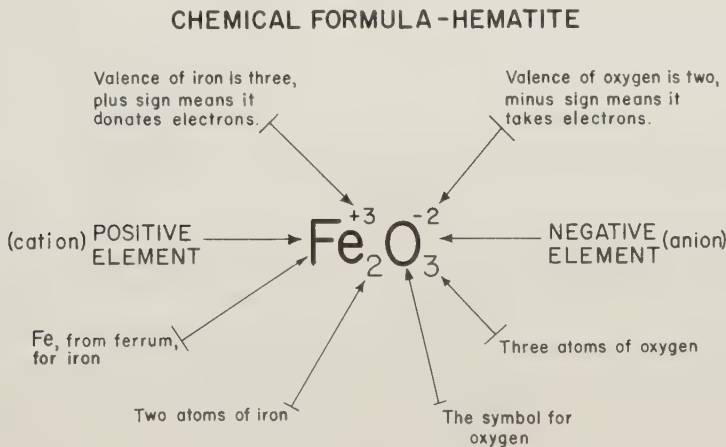 CHEMICAL FORMULA-HEMATITE
Valence of iron is three,
plus sign means it
donates electrons.
Valence of oxygen is two,
minus sign means it
takes electrons.
(cation) POSITIVE
ELEMENT
Fe₂⁺³O₃⁻²
NEGATIVE (anion)
ELEMENT
Fe, from ferrum,
for iron
Two atoms of iron
The symbol for
oxygen
Three atoms of oxygen